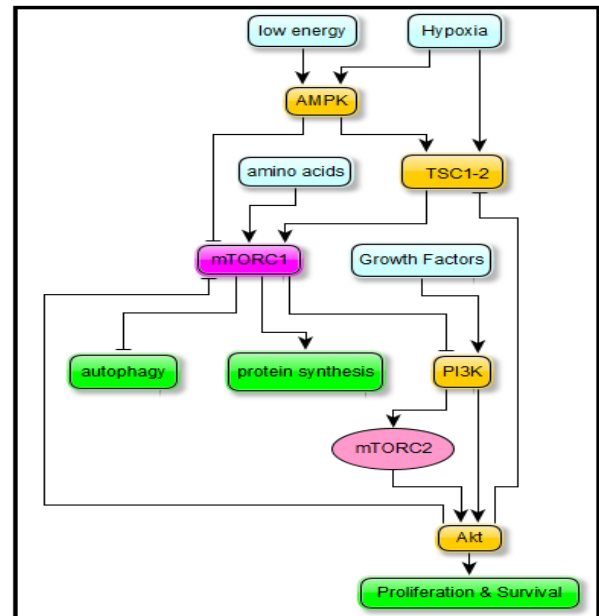 low energy
Hypoxia
AMPK
amino acids
TSC1-2
mTORC1
Growth Factors
autophagy
protein synthesis
PI3K
mTORC2
Akt
Proliferation & Survival